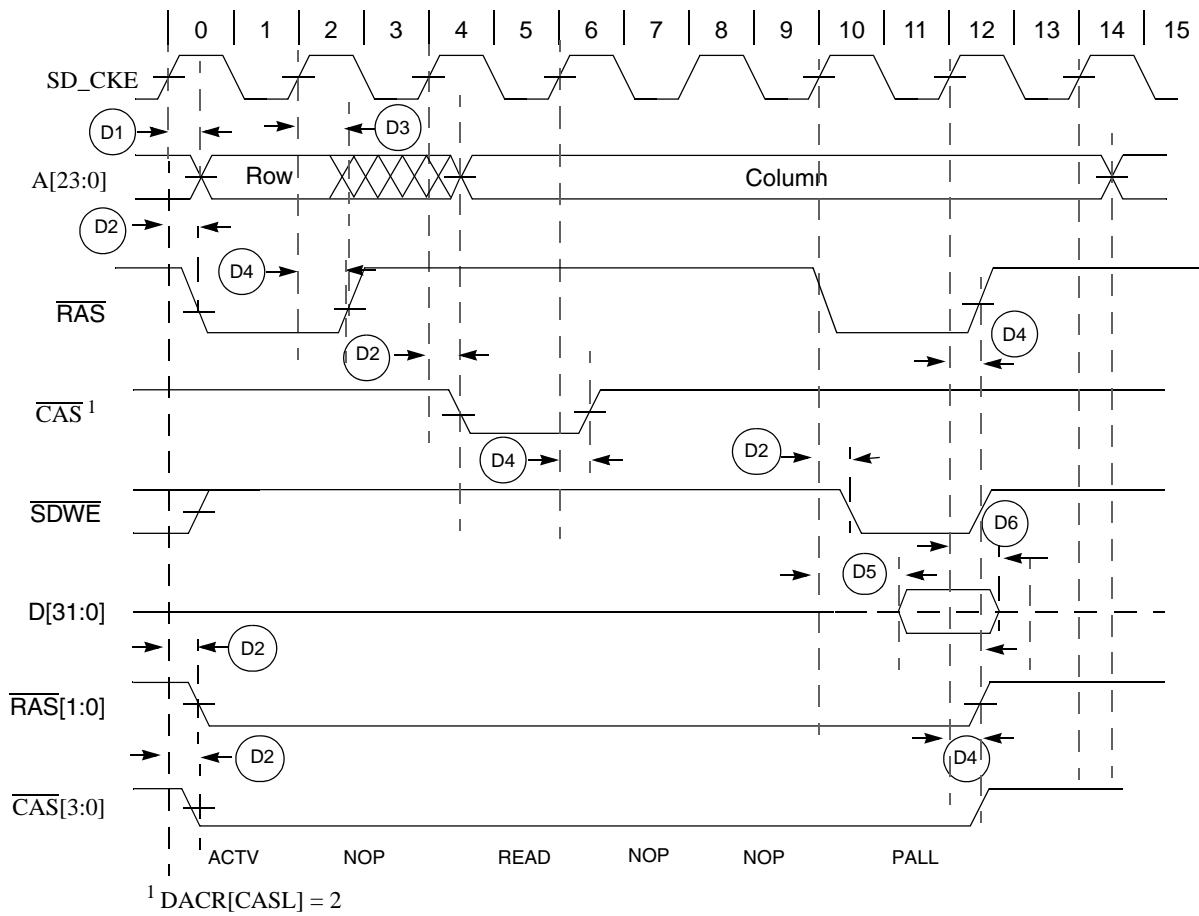 0 1 2 3 4 5 6 7 8 9 10 11 12 13 14 15
SD_CKE
D1
D3
A[23:0]
Row
Column
D2
D4
RAS
D2
D4
CAS 1
D4
D2
SDWE
D6
D5
D[31:0]
D2
RAS[1:0]
D2
D4
CAS[3:0]
ACTV NOP READ NOP NOP PALL
1 DACR[CASL] = 2